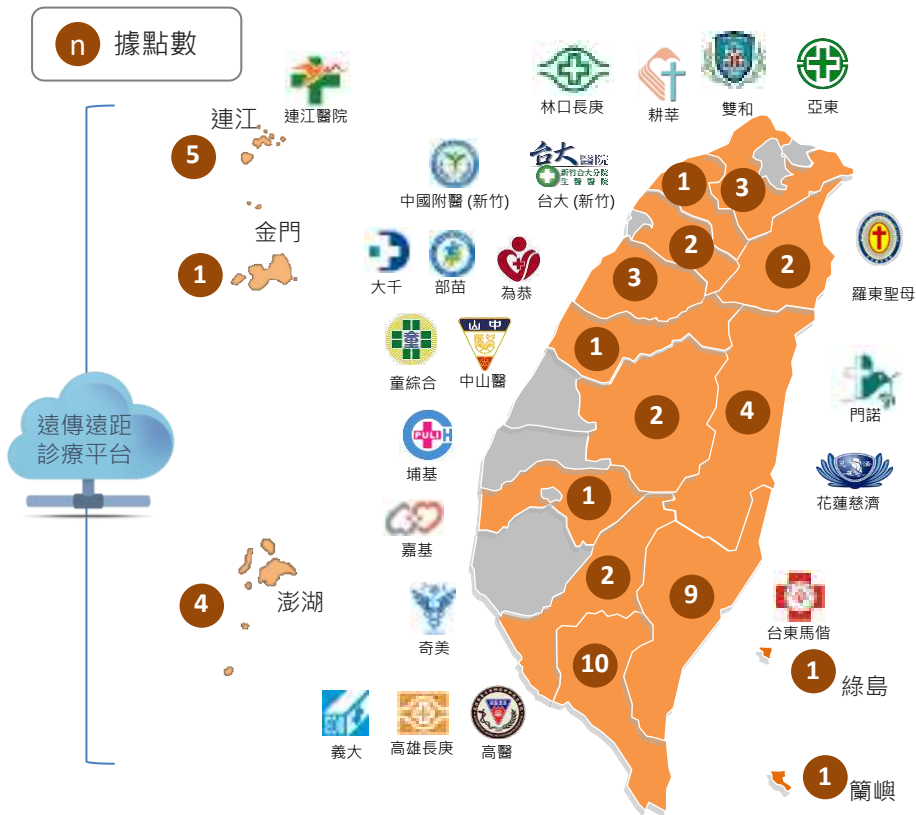 n 據點數
連江
連江醫院
5
金門
1
遠傳遠距
診療平台
4
澎湖
林口長庚
耕莘
雙和
亞東
中國附醫 (新竹)
台大醫院
新竹台大分院
生醫醫院
台大 (新竹)
大千
部苗
為恭
童
童綜合
中山
中山醫
PULI
CH
埔基
嘉基
奇美
義大
高雄長庚
高醫
1
3
2
2
3
1
2
4
1
2
9
10
羅東聖母
門諾
花蓮慈濟
台東馬偕
1
綠島
1
蘭嶼